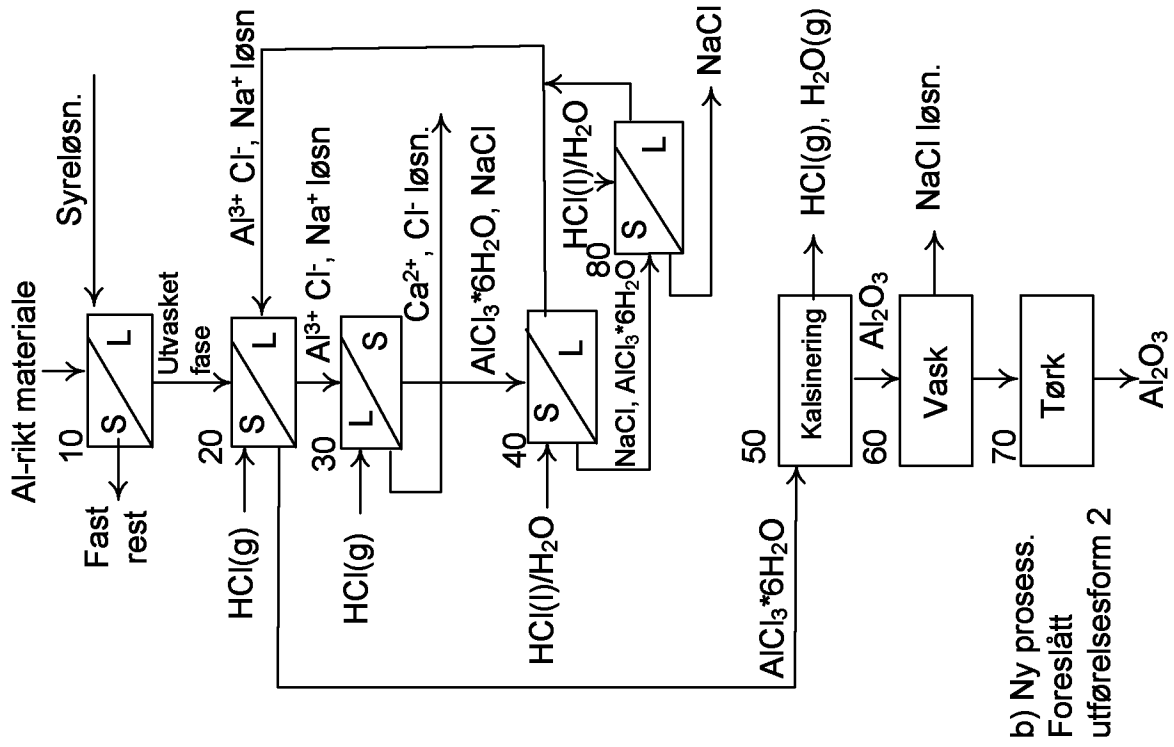 Al-rikt materiale
10
S
L
Syreløsn.
Fast
rest
Utvasket
fase
20
S
L
HCl(g)
Al³⁺ Cl⁻, Na⁺ løsn
Al³⁺ Cl⁻, Na⁺ løsn
30
L
S
HCl(g)
Ca²⁺, Cl⁻ løsn.
AlCl₃*6H₂O, NaCl
40
S
L
HCl(l)/H₂O
NaCl, AlCl₃*6H₂O
80
S
L
HCl(l)/H₂O
NaCl
AlCl₃*6H₂O
50
Kalsinering
HCl(g), H₂O(g)
Al₂O₃
60
Vask
NaCl løsn.
70
Tørk
Al₂O₃
b) Ny prosess.
Foreslått
utførelsesform 2